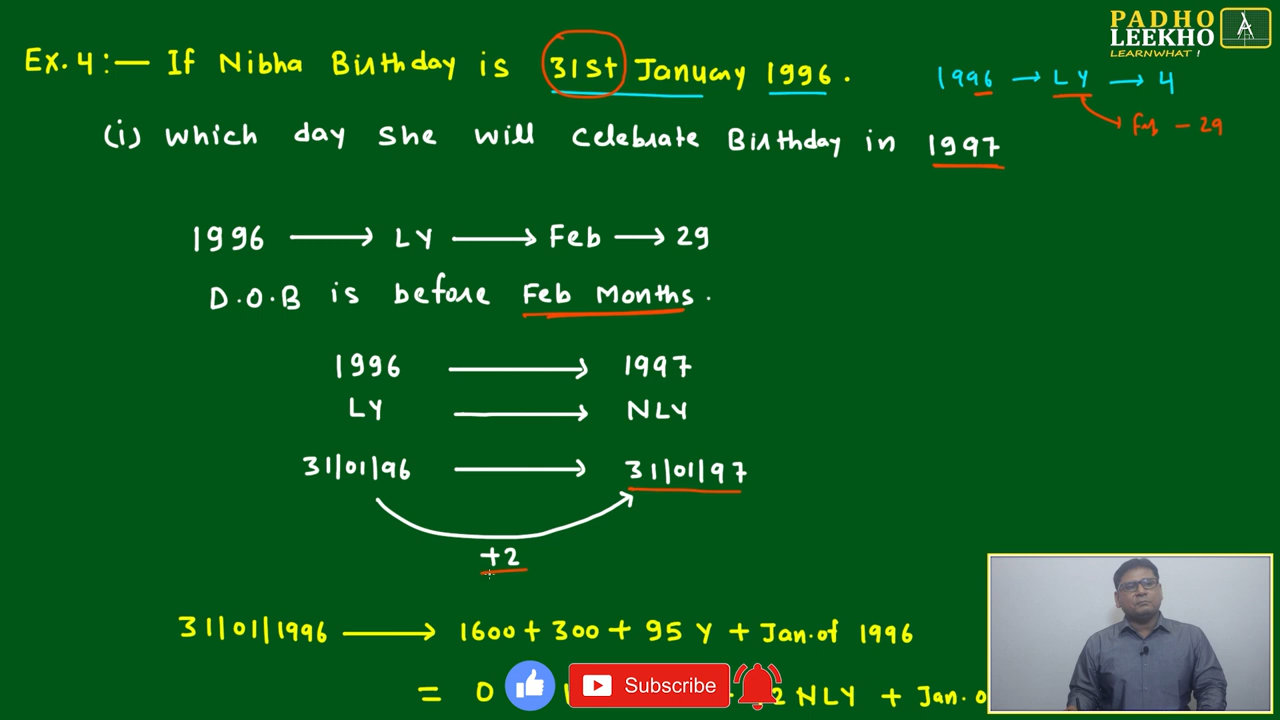 PADHO
LEEKHO
LEARNWHAT !
Ex. 4 :— If Nibha Birthday is 31st January 1996 .
1996 → LY → 4
Feb - 29
(i) Which day she will celebrate Birthday in 1997
1996 → LY → Feb → 29
D.O.B is before Feb Months .
1996 → 1997
LY → NLY
31/01/96 → 31/01/97
+2
31/01/1996 → 1600 + 300 + 95 Y + Jan. of 1996
= 0 2 NLY + Jan. o
Subscribe